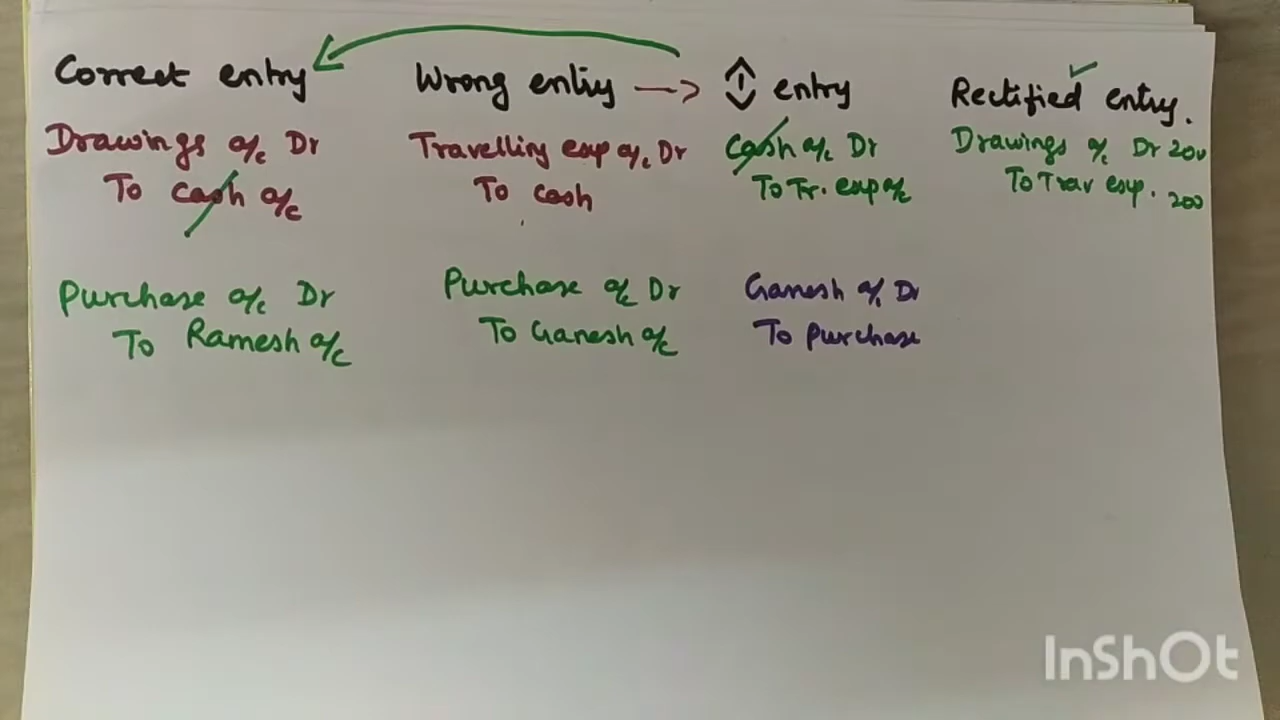 Correct entry
Drawings a/c Dr
To cash a/c
Purchase a/c Dr
To Ramesh a/c
Wrong entry
Travelling exp a/c Dr
To cash
Purchase a/c Dr
To Ganesh a/c
entry
Cash a/c Dr
To Tr. exp a/c
Ganesh a/c Dr
To purchase
Rectified entry.
Drawings a/c Dr 200
To Trav exp. 200
InShOt